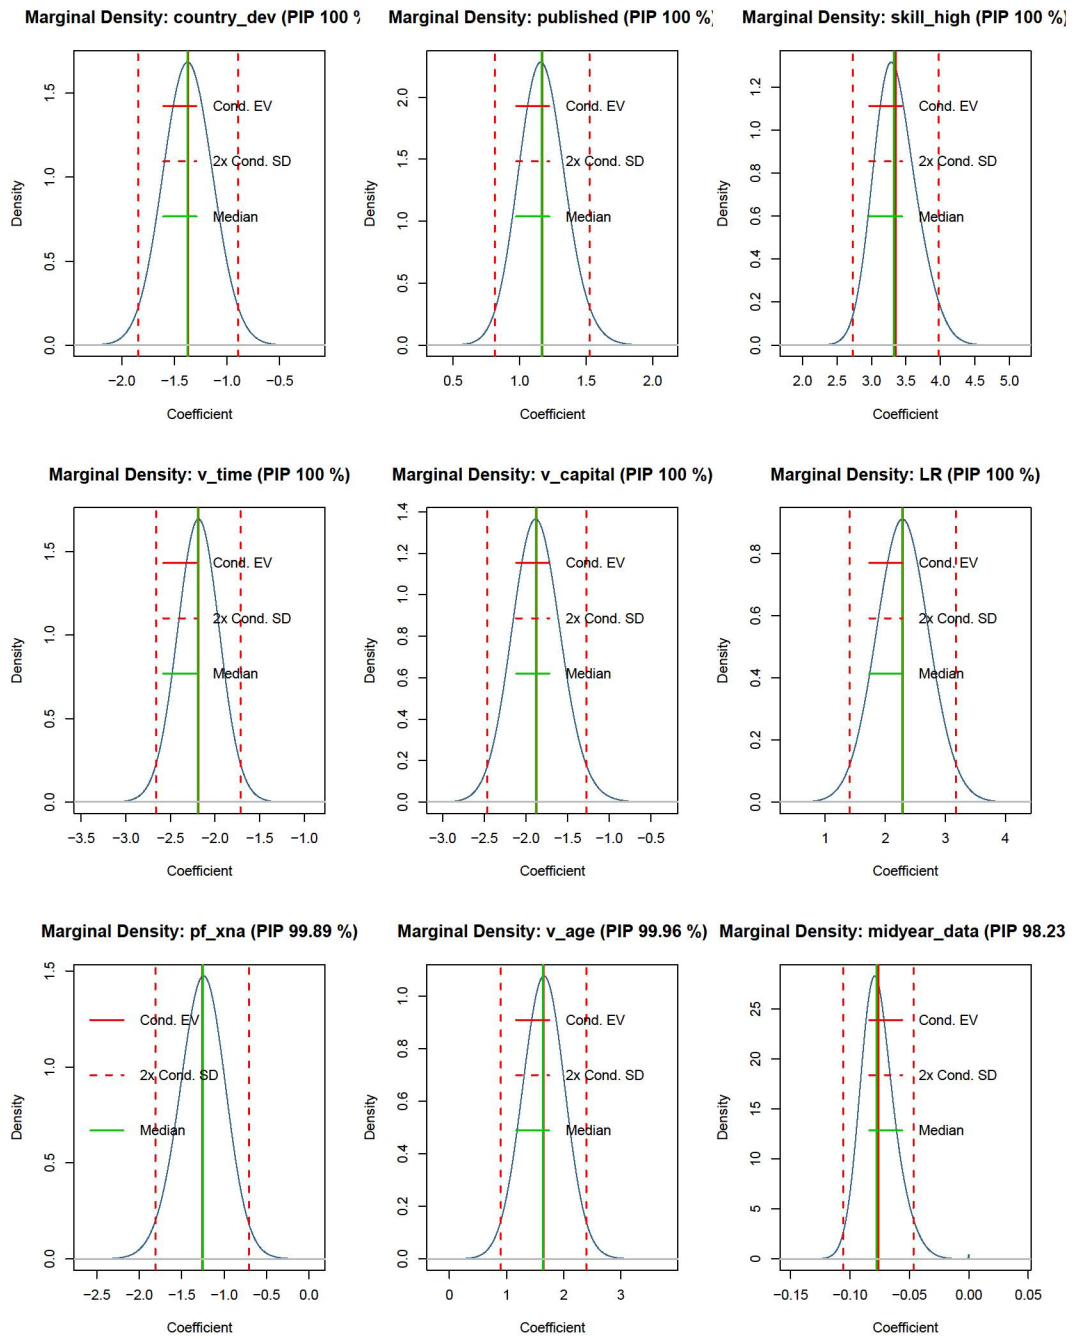 Marginal Density: country_dev (PIP 100 %
Density
0.0 0.5 1.0 1.5
Cond. EV
2x Cond. SD
Median
−2.0 −1.5 −1.0 −0.5
Coefficient
Marginal Density: published (PIP 100 %)
Density
0.0 0.5 1.0 1.5 2.0
Cond. EV
2x Cond. SD
Median
0.5 1.0 1.5 2.0
Coefficient
Marginal Density: skill_high (PIP 100 %)
Density
0.0 0.2 0.4 0.6 0.8 1.0 1.2
Cond. EV
2x Cond. SD
Median
2.0 2.5 3.0 3.5 4.0 4.5 5.0
Coefficient
Marginal Density: v_time (PIP 100 %)
Density
0.0 0.5 1.0 1.5
Cond. EV
2x Cond. SD
Median
−3.5 −3.0 −2.5 −2.0 −1.5 −1.0
Coefficient
Marginal Density: v_capital (PIP 100 %)
Density
0.0 0.2 0.4 0.6 0.8 1.0 1.2 1.4
Cond. EV
2x Cond. SD
Median
−3.0 −2.5 −2.0 −1.5 −1.0 −0.5
Coefficient
Marginal Density: LR (PIP 100 %)
Density
0.0 0.2 0.4 0.6 0.8
Cond. EV
2x Cond. SD
Median
1 2 3 4
Coefficient
Marginal Density: pf_xna (PIP 99.89 %)
Density
0.0 0.5 1.0 1.5
Cond. EV
2x Cond. SD
Median
−2.5 −2.0 −1.5 −1.0 −0.5 0.0
Coefficient
Marginal Density: v_age (PIP 99.96 %)
Density
0.0 0.2 0.4 0.6 0.8 1.0
Cond. EV
2x Cond. SD
Median
0 1 2 3
Coefficient
Marginal Density: midyear_data (PIP 98.23
Density
0 5 10 15 20 25
Cond. EV
2x Cond. SD
Median
−0.15 −0.10 −0.05 0.00 0.05
Coefficient